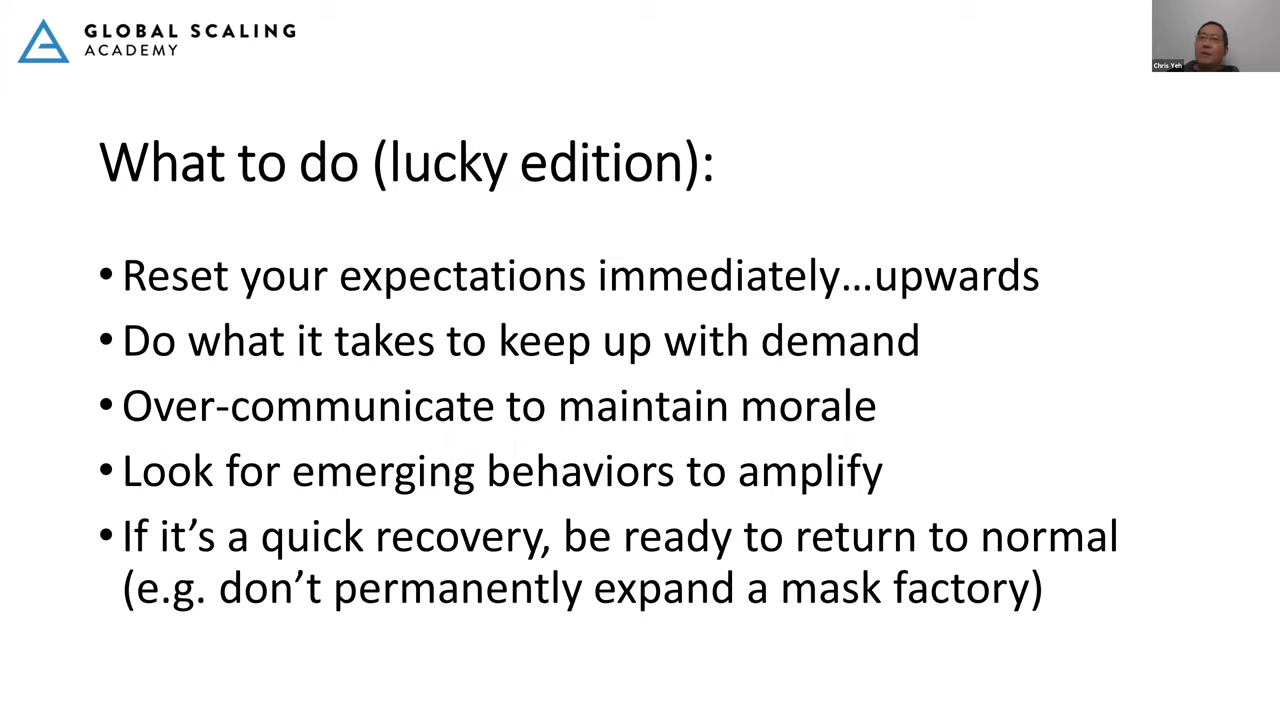 GLOBAL SCALING
ACADEMY
Chris Yeh
What to do (lucky edition):
• Reset your expectations immediately...upwards
• Do what it takes to keep up with demand
• Over-communicate to maintain morale
• Look for emerging behaviors to amplify
• If it’s a quick recovery, be ready to return to normal
(e.g. don’t permanently expand a mask factory)